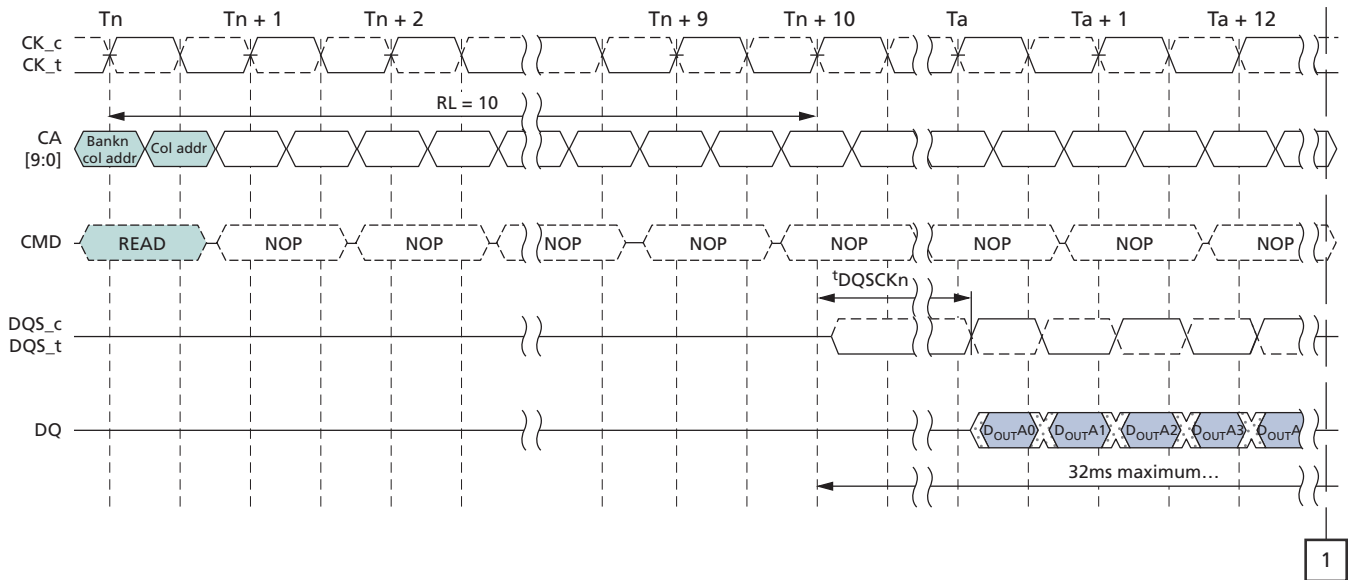 Tn Tn + 1 Tn + 2 Tn + 9 Tn + 10 Ta Ta + 1 Ta + 12
CK_c
CK_t
RL = 10
CA
[9:0]
Bankn
col addr
Col addr
CMD READ NOP NOP NOP NOP NOP NOP NOP NOP
tDQSCKn
DQS_c
DQS_t
DQ DOUTA0 DOUTA1 DOUTA2 DOUTA3 DOUTA
32ms maximum…
1